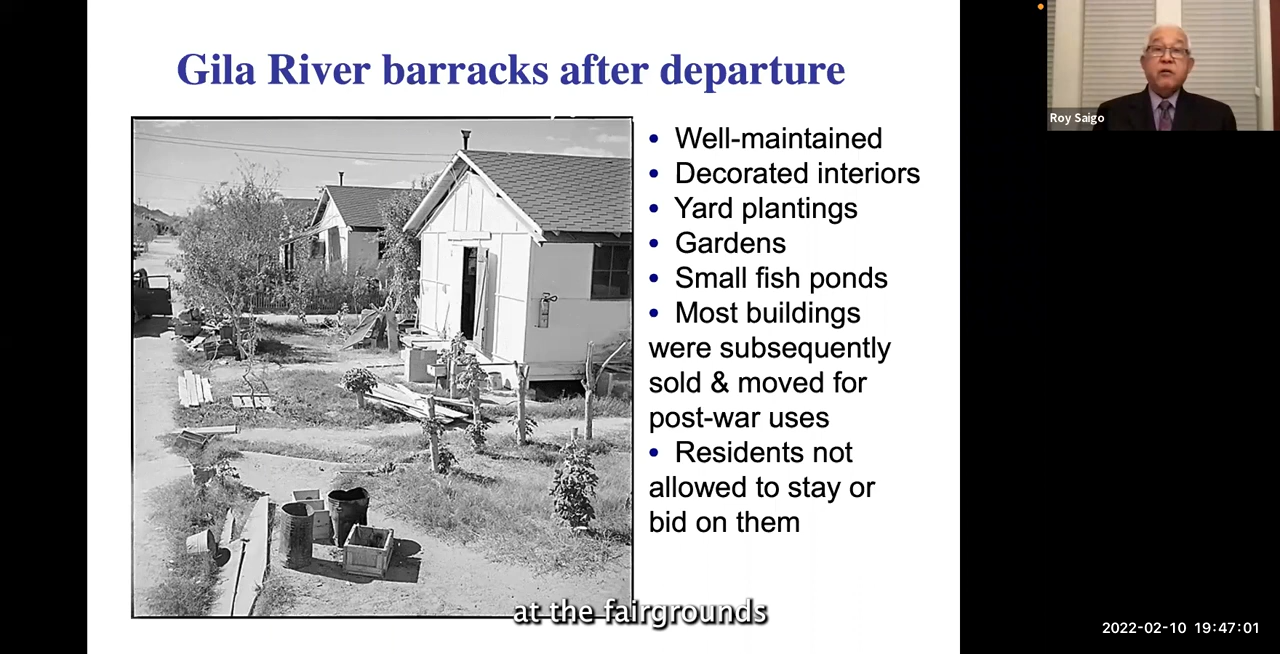 Gila River barracks after departure
Roy Saigo
• Well-maintained
• Decorated interiors
• Yard plantings
• Gardens
• Small fish ponds
• Most buildings
were subsequently
sold & moved for
post-war uses
• Residents not
allowed to stay or
bid on them
at the fairgrounds
2022-02-10 19:47:01